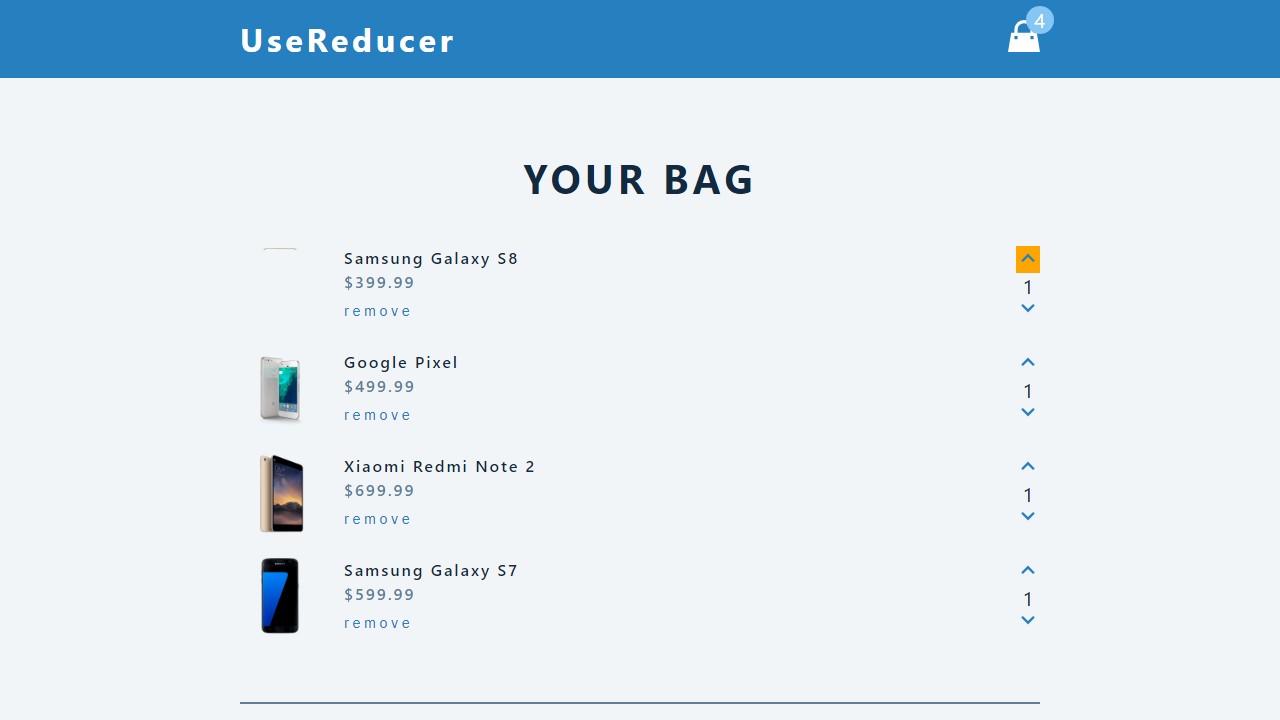 UseReducer
4
YOUR BAG
Samsung Galaxy S8
$399.99
remove
1
Google Pixel
$499.99
remove
1
Xiaomi Redmi Note 2
$699.99
remove
1
Samsung Galaxy S7
$599.99
remove
1